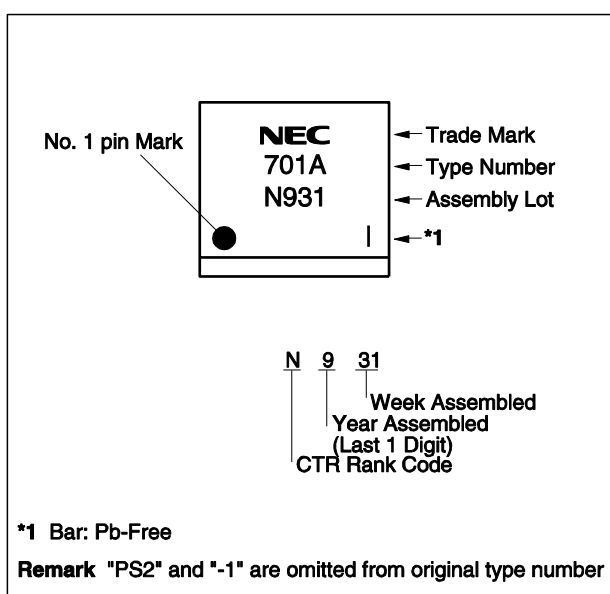 No. 1 pin Mark
NEC
701A
N931
Trade Mark
Type Number
Assembly Lot
*1
N 9 31
Week Assembled
Year Assembled
(Last 1 Digit)
CTR Rank Code
*1 Bar: Pb-Free
Remark "PS2" and "-1" are omitted from original type number